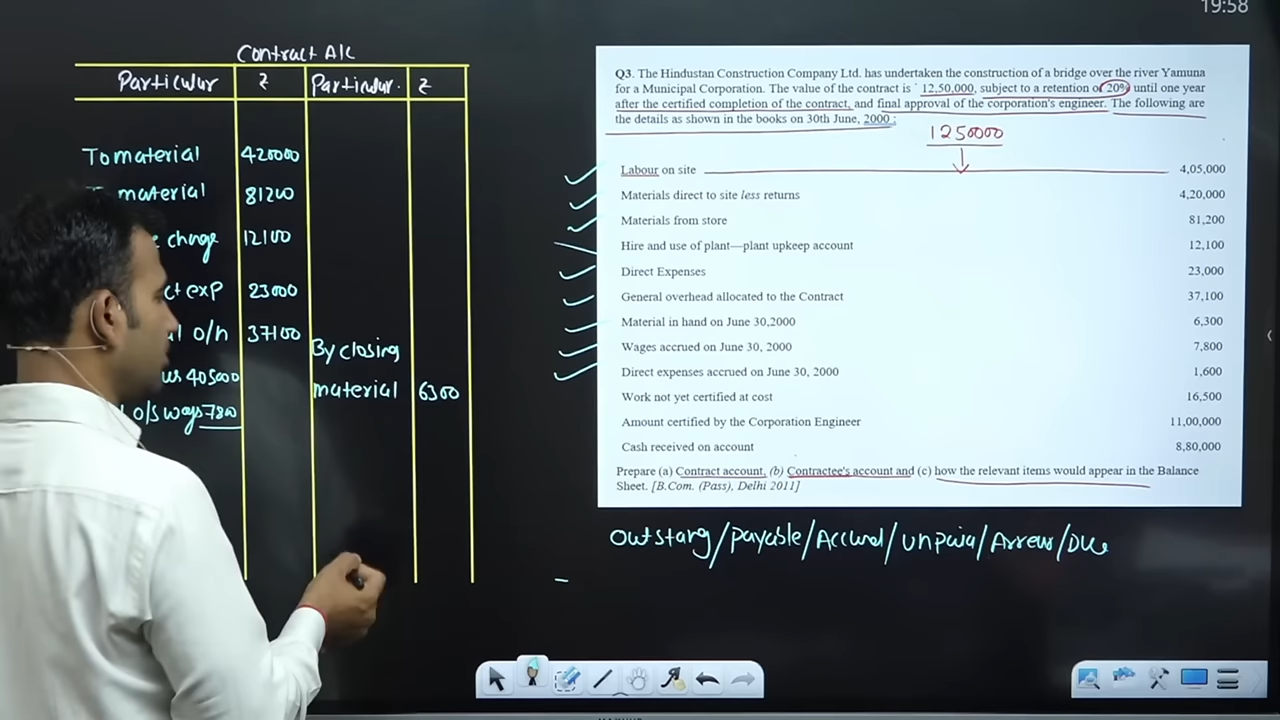 19:58
Contract A/C
Particular ₹ Particular. ₹
To material 420000
material 81200
charge 12100
exp 23000
o/h 37100
By closing
405000
material 6300
o/s wages 7800
Q3. The Hindustan Construction Company Ltd. has undertaken the construction of a bridge over the river Yamuna
for a Municipal Corporation. The value of the contract is ` 12,50,000, subject to a retention of 20% until one year
after the certified completion of the contract, and final approval of the corporation's engineer. The following are
the details as shown in the books on 30th June, 2000 :
1250000
Labour on site 4,05,000
Materials direct to site less returns 4,20,000
Materials from store 81,200
Hire and use of plant—plant upkeep account 12,100
Direct Expenses 23,000
General overhead allocated to the Contract 37,100
Material in hand on June 30,2000 6,300
Wages accrued on June 30, 2000 7,800
Direct expenses accrued on June 30, 2000 1,600
Work not yet certified at cost 16,500
Amount certified by the Corporation Engineer 11,00,000
Cash received on account 8,80,000
Prepare (a) Contract account, (b) Contractee's account and (c) how the relevant items would appear in the Balance
Sheet. [B.Com. (Pass), Delhi 2011]
Outstang/payable/Accured/unpaid/Arrear/Due